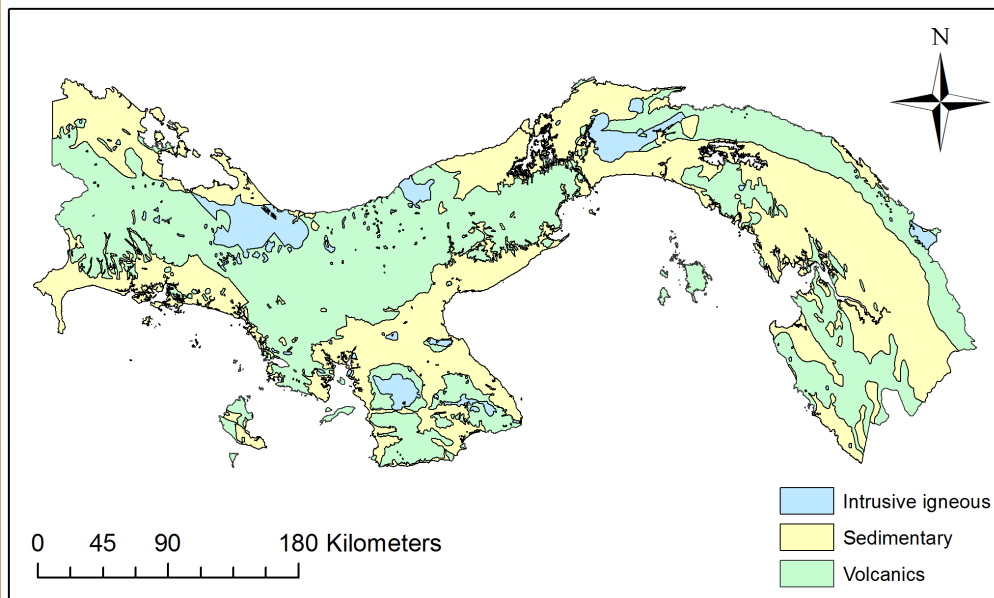 N
Intrusive igneous
Sedimentary
Volcanics
0 45 90 180 Kilometers